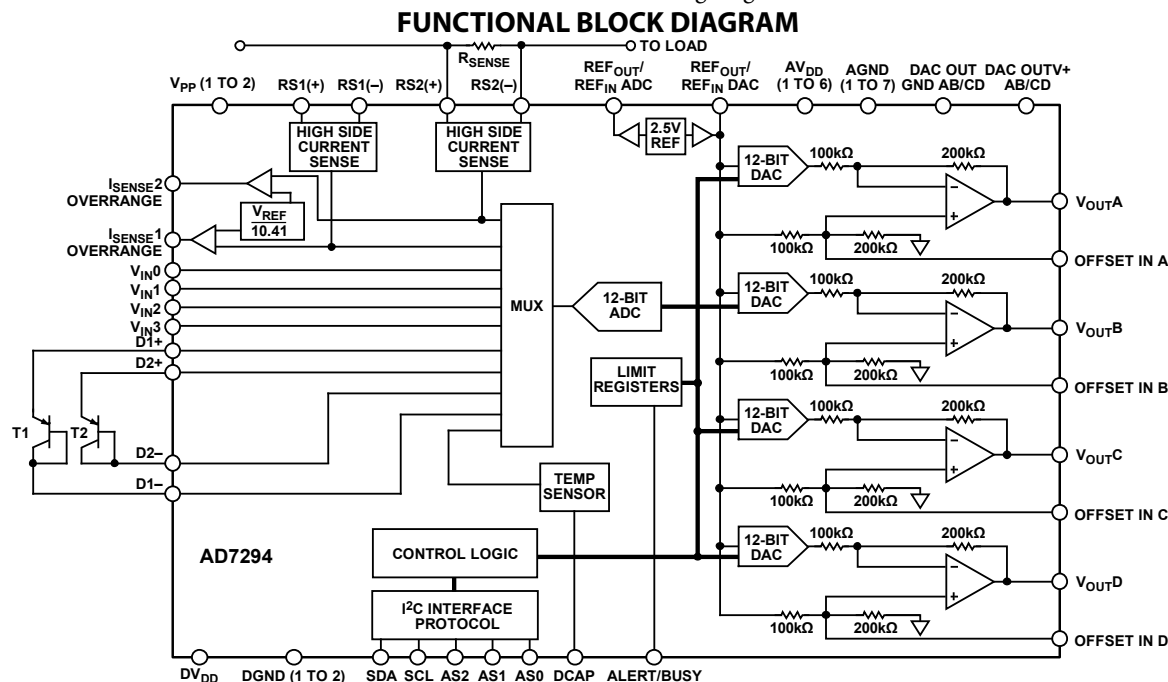 FUNCTIONAL BLOCK DIAGRAM
RSENSE
TO LOAD
VPP (1 TO 2)
RS1(+)
RS1(–)
RS2(+)
RS2(–)
REFOUT/
REFIN ADC
REFOUT/
REFIN DAC
AVDD
(1 TO 6)
AGND
(1 TO 7)
DAC OUT
GND AB/CD
DAC OUTV+
AB/CD
HIGH SIDE
CURRENT
SENSE
HIGH SIDE
CURRENT
SENSE
2.5V
REF
ISENSE2
OVERRANGE
VREF
10.41
ISENSE1
OVERRANGE
VIN0
VIN1
VIN2
VIN3
D1+
D2+
T1
T2
D2–
D1–
MUX
12-BIT
ADC
LIMIT
REGISTERS
TEMP
SENSOR
CONTROL LOGIC
I2C INTERFACE
PROTOCOL
AD7294
12-BIT
DAC
100kΩ
200kΩ
–
+
100kΩ
200kΩ
VOUTA
OFFSET IN A
12-BIT
DAC
100kΩ
200kΩ
–
+
100kΩ
200kΩ
VOUTB
OFFSET IN B
12-BIT
DAC
100kΩ
200kΩ
–
+
100kΩ
200kΩ
VOUTC
OFFSET IN C
12-BIT
DAC
100kΩ
200kΩ
–
+
100kΩ
200kΩ
VOUTD
OFFSET IN D
DVDD
DGND (1 TO 2)
SDA
SCL
AS2
AS1
AS0
DCAP
ALERT/BUSY